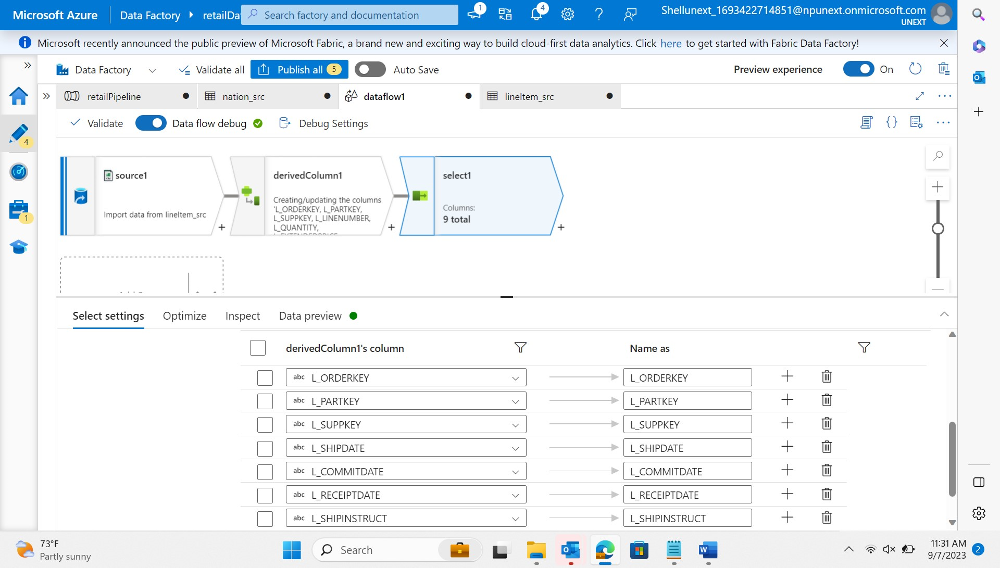 Microsoft Azure
Data Factory
retailDa
Search factory and documentation
1
4
Shellunext_1693422714851@npunext.onmicrosoft.com
UNEXT
Microsoft recently announced the public preview of Microsoft Fabric, a brand new and exciting way to build cloud-first data analytics. Click here to get started with Fabric Data Factory!
Data Factory
Validate all
Publish all 5
Auto Save
Preview experience
On
retailPipeline
nation_src
dataflow1
lineItem_src
Validate
Data flow debug
Debug Settings
4
1
source1
Import data from lineItem_src
derivedColumn1
Creating/updating the columns
'L_ORDERKEY, L_PARTKEY,
L_SUPPKEY, L_LINENUMBER,
L_QUANTITY,
L_EXTENDEDPRICE
select1
Columns:
9 total
Select settings
Optimize
Inspect
Data preview
derivedColumn1's column
Name as
abc L_ORDERKEY L_ORDERKEY
abc L_PARTKEY L_PARTKEY
abc L_SUPPKEY L_SUPPKEY
abc L_SHIPDATE L_SHIPDATE
abc L_COMMITDATE L_COMMITDATE
abc L_RECEIPTDATE L_RECEIPTDATE
abc L_SHIPINSTRUCT L_SHIPINSTRUCT
73°F
Partly sunny
Search
11:31 AM
9/7/2023
2